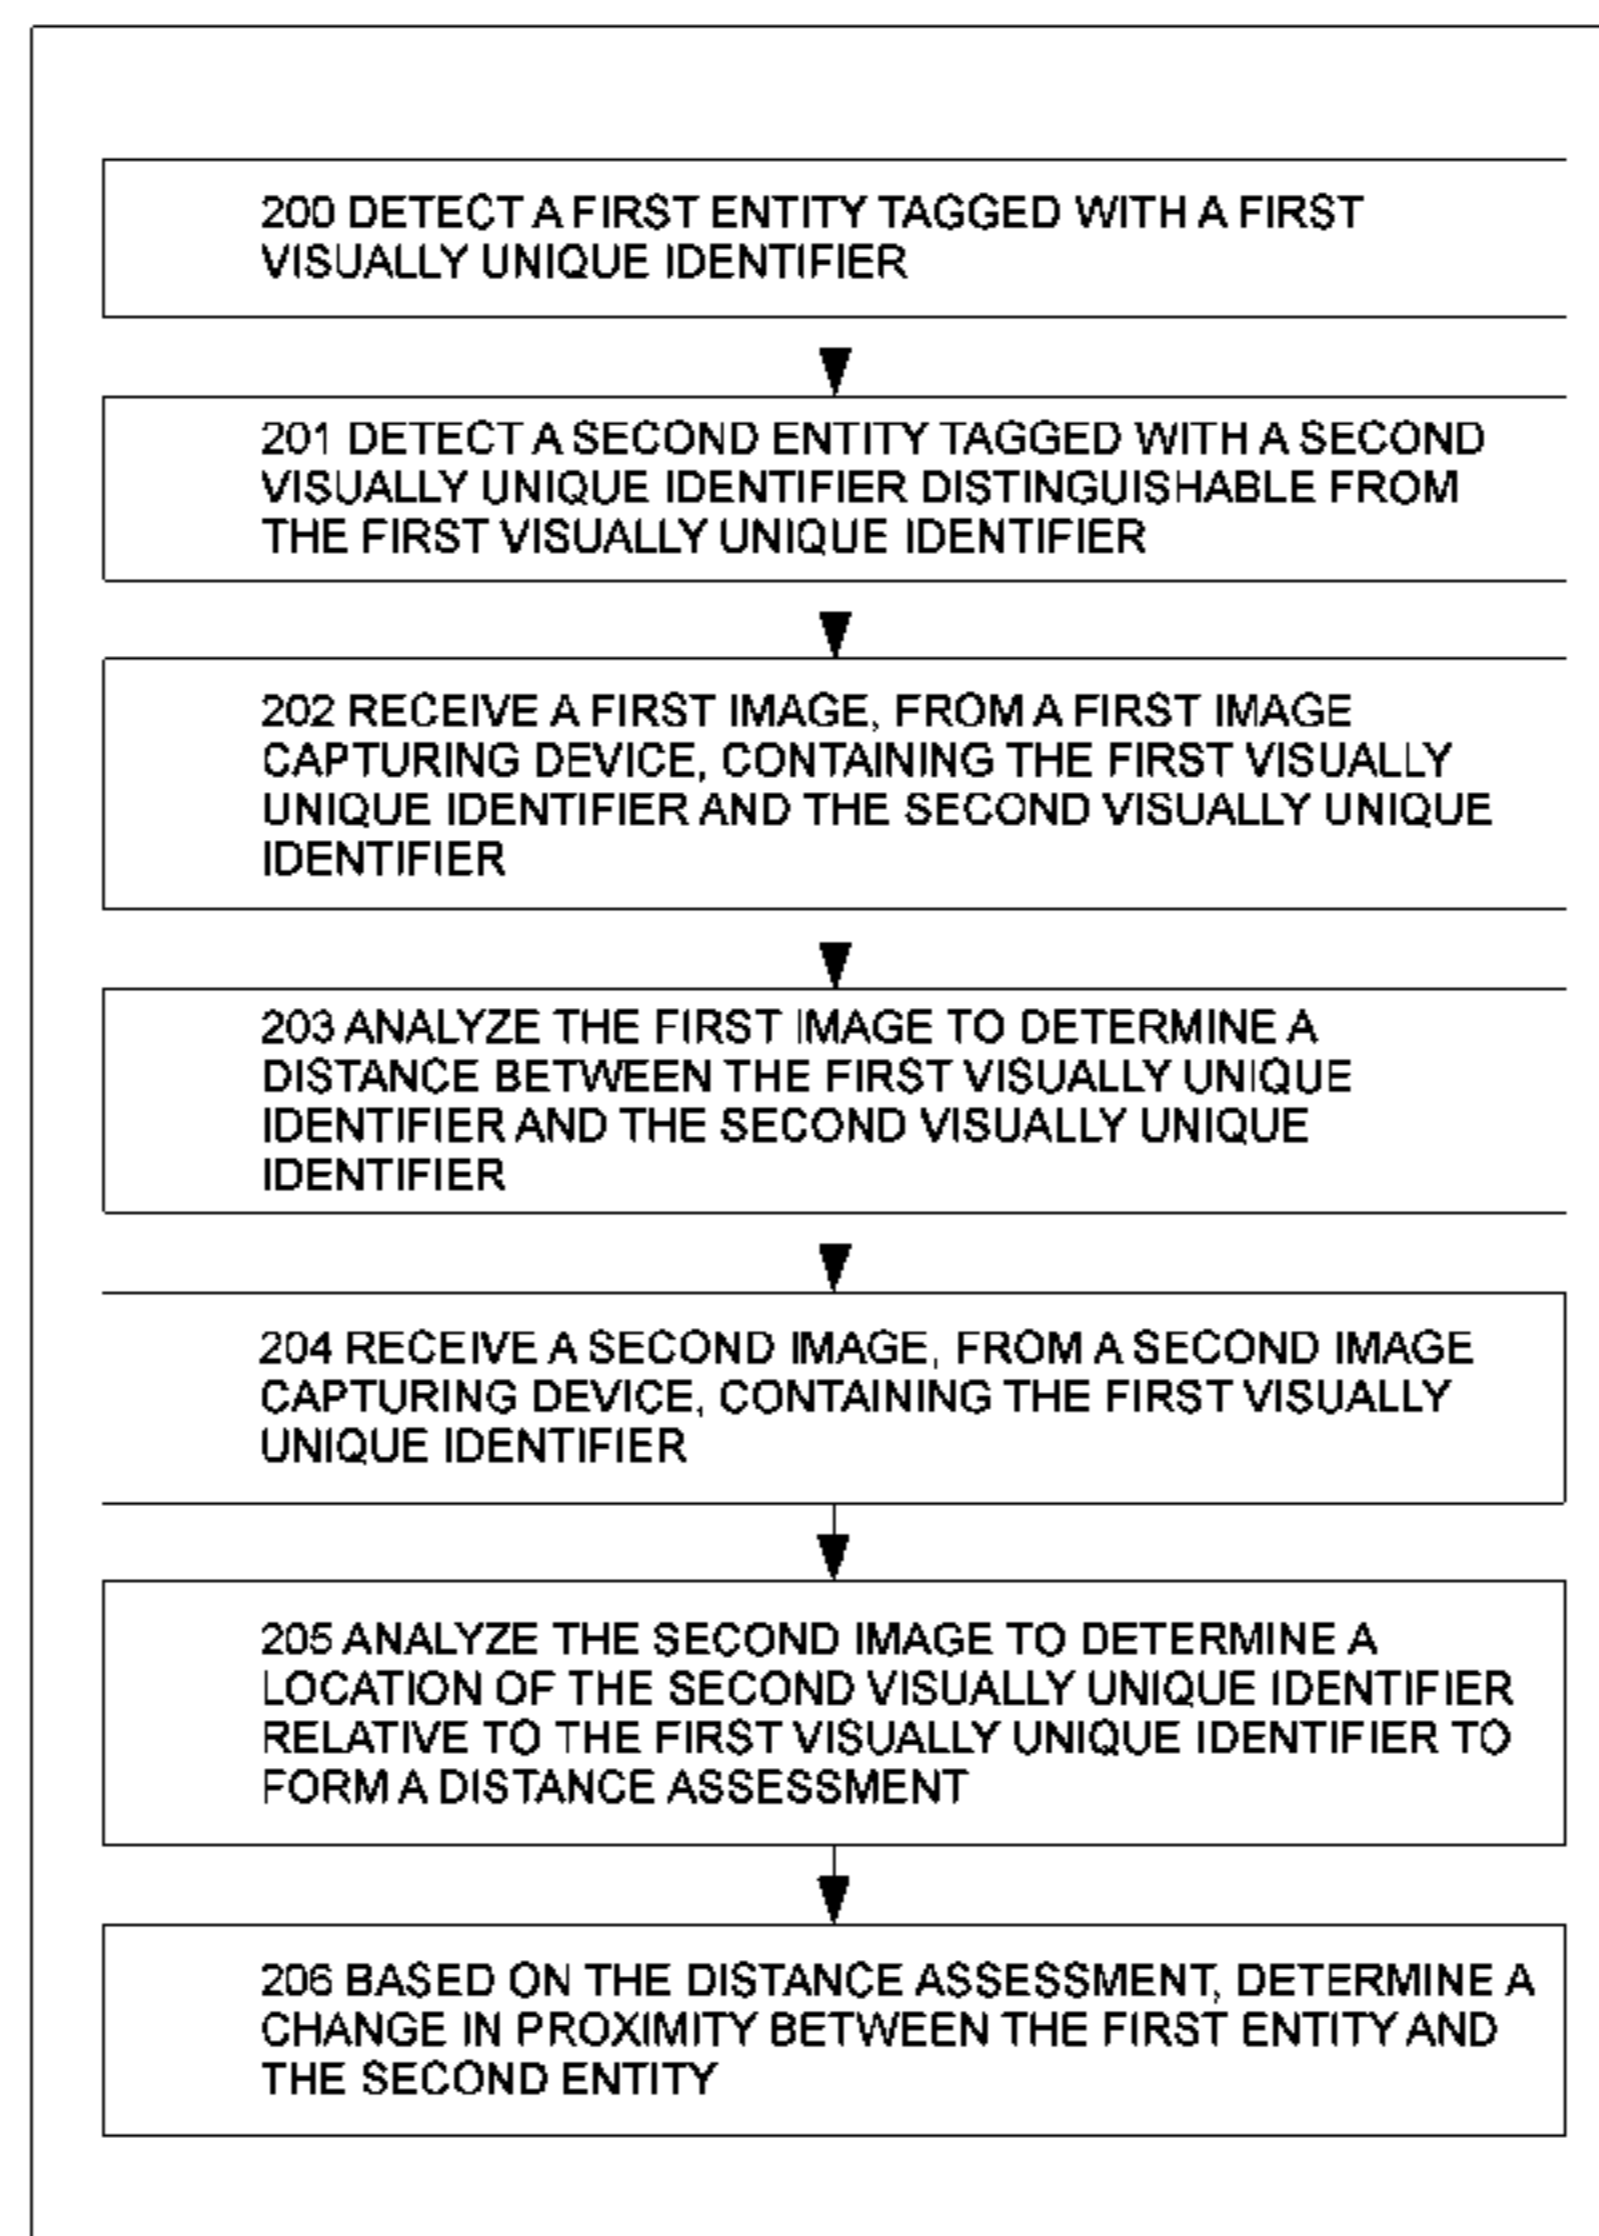 200 DETECT A FIRST ENTITY TAGGED WITH A FIRST
VISUALLY UNIQUE IDENTIFIER
201 DETECT A SECOND ENTITY TAGGED WITH A SECOND
VISUALLY UNIQUE IDENTIFIER DISTINGUISHABLE FROM
THE FIRST VISUALLY UNIQUE IDENTIFIER
202 RECEIVE A FIRST IMAGE, FROM A FIRST IMAGE
CAPTURING DEVICE, CONTAINING THE FIRST VISUALLY
UNIQUE IDENTIFIER AND THE SECOND VISUALLY UNIQUE
IDENTIFIER
203 ANALYZE THE FIRST IMAGE TO DETERMINE A
DISTANCE BETWEEN THE FIRST VISUALLY UNIQUE
IDENTIFIER AND THE SECOND VISUALLY UNIQUE
IDENTIFIER
204 RECEIVE A SECOND IMAGE, FROM A SECOND IMAGE
CAPTURING DEVICE, CONTAINING THE FIRST VISUALLY
UNIQUE IDENTIFIER
205 ANALYZE THE SECOND IMAGE TO DETERMINE A
LOCATION OF THE SECOND VISUALLY UNIQUE IDENTIFIER
RELATIVE TO THE FIRST VISUALLY UNIQUE IDENTIFIER TO
FORM A DISTANCE ASSESSMENT
206 BASED ON THE DISTANCE ASSESSMENT, DETERMINE A
CHANGE IN PROXIMITY BETWEEN THE FIRST ENTITY AND
THE SECOND ENTITY